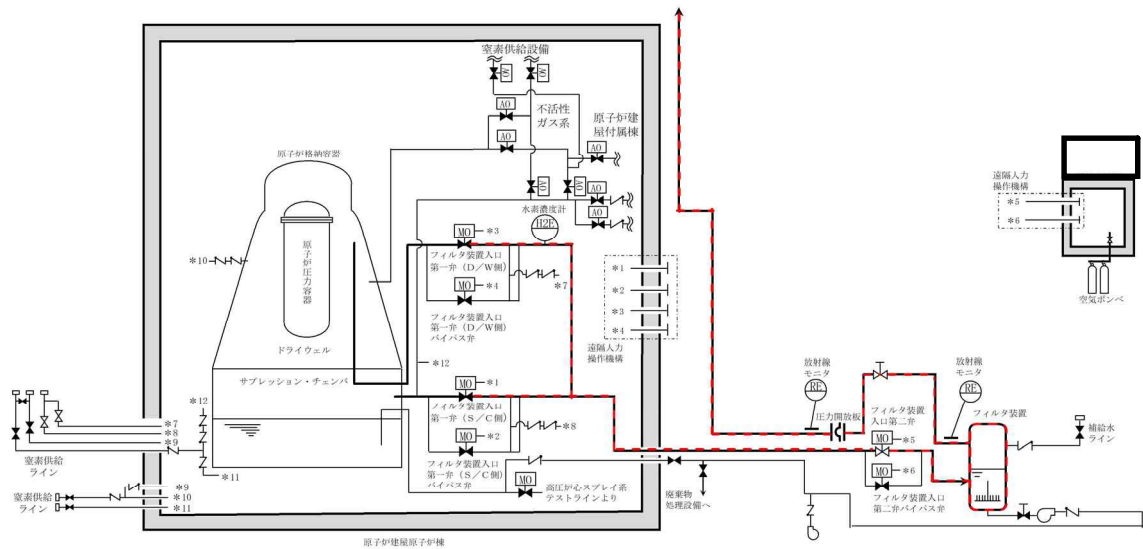 窒素供給設備
AO
AO
AO
不活性
ガス系
AO
原子炉建
屋付属棟
AO
原子炉格納容器
AO
AO
AO
AO
水素濃度計
H2E
原子炉圧力容器
MO
*3
フィルタ装置入口
第一弁(D/W側)
MO
*4
*7
フィルタ装置入口
第一弁(D/W側)
バイパス弁
*10
ドライウェル
サプレッション・チェンバ
*12
*12
MO
*1
フィルタ装置入口
第一弁(S/C側)
MO
*2
*8
フィルタ装置入口
第一弁(S/C側)
バイパス弁
MO
高圧炉心スプレイ系
テストラインより
*1
*2
*3
*4
遠隔人力
操作機構
*7
*8
*9
窒素供給
ライン
*11
*9
*10
*11
窒素供給
ライン
原子炉建屋原子炉棟
廃棄物
処理設備へ
放射線
モニタ
RE
圧力開放板
フィルタ装置
入口第二弁
MO
*5
MO
*6
フィルタ装置入口
第二弁バイパス弁
放射線
モニタ
RE
フィルタ装置
補給水
ライン
遠隔人力
操作機構
*5
*6
空気ボンベ